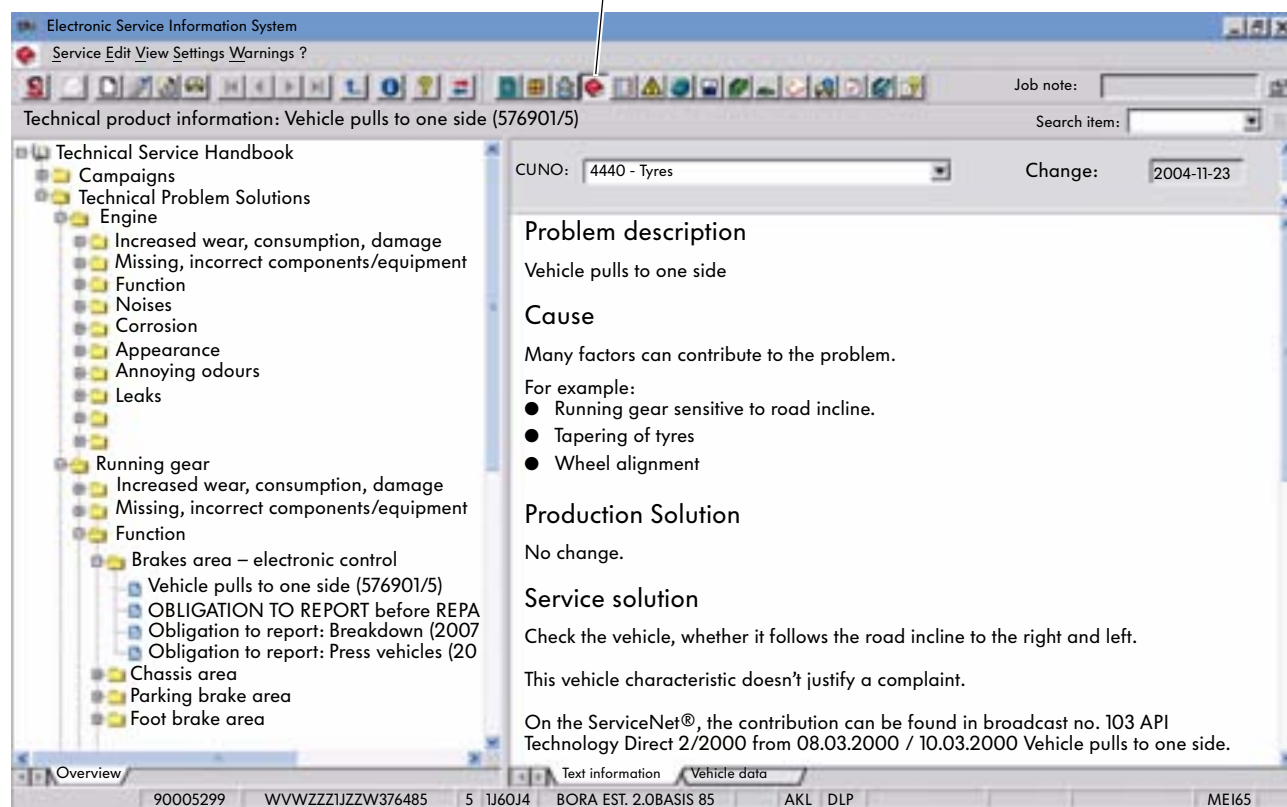 Electronic Service Information System
Service Edit View Settings Warnings ?
Job note:
Technical product information: Vehicle pulls to one side (576901/5)
Search item:
Technical Service Handbook
Campaigns
Technical Problem Solutions
Engine
Increased wear, consumption, damage
Missing, incorrect components/equipment
Function
Noises
Corrosion
Appearance
Annoying odours
Leaks
Running gear
Increased wear, consumption, damage
Missing, incorrect components/equipment
Function
Brakes area – electronic control
Vehicle pulls to one side (576901/5)
OBLIGATION TO REPORT before REPA
Obligation to report: Breakdown (2007
Obligation to report: Press vehicles (20
Chassis area
Parking brake area
Foot brake area
Overview
CUNO: 4440 - Tyres
Change: 2004-11-23
Problem description
Vehicle pulls to one side
Cause
Many factors can contribute to the problem.
For example:
● Running gear sensitive to road incline.
● Tapering of tyres
● Wheel alignment
Production Solution
No change.
Service solution
Check the vehicle, whether it follows the road incline to the right and left.
This vehicle characteristic doesn’t justify a complaint.
On the ServiceNet®, the contribution can be found in broadcast no. 103 API
Technology Direct 2/2000 from 08.03.2000 / 10.03.2000 Vehicle pulls to one side.
Text information Vehicle data
90005299 WVWZZZ1JZZW376485 5 1J60J4 BORA EST. 2.0BASIS 85 AKL DLP MEI65